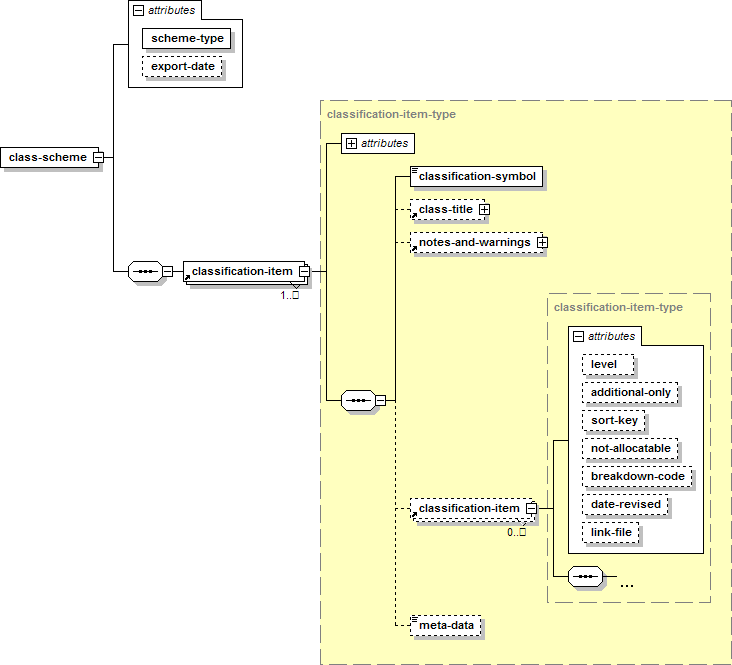 attributes
scheme-type
export-date
classification-item-type
attributes
class-scheme
classification-symbol
class-title
notes-and-warnings
classification-item
1..□
classification-item-type
attributes
level
additional-only
sort-key
not-allocatable
breakdown-code
date-revised
link-file
classification-item
0..□
...
meta-data